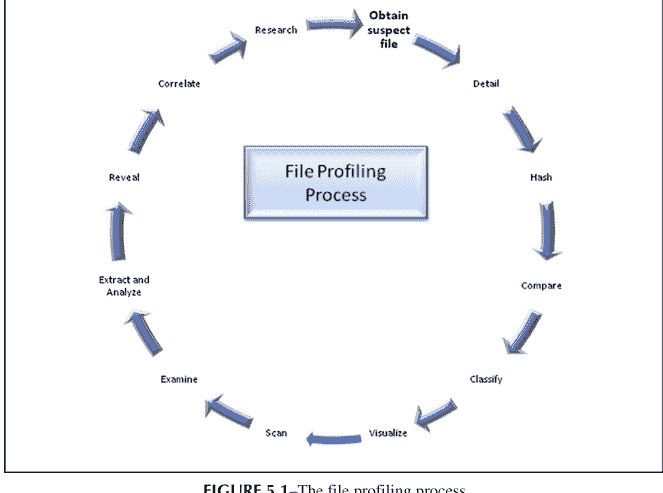 Research
Obtain
suspect
file
Correlate
Detail
File Profiling
Process
Reveal
Hash
Extract and
Analyze
Compare
Examine
Classify
Scan
Visualize
FIGURE 5.1–The file profiling process